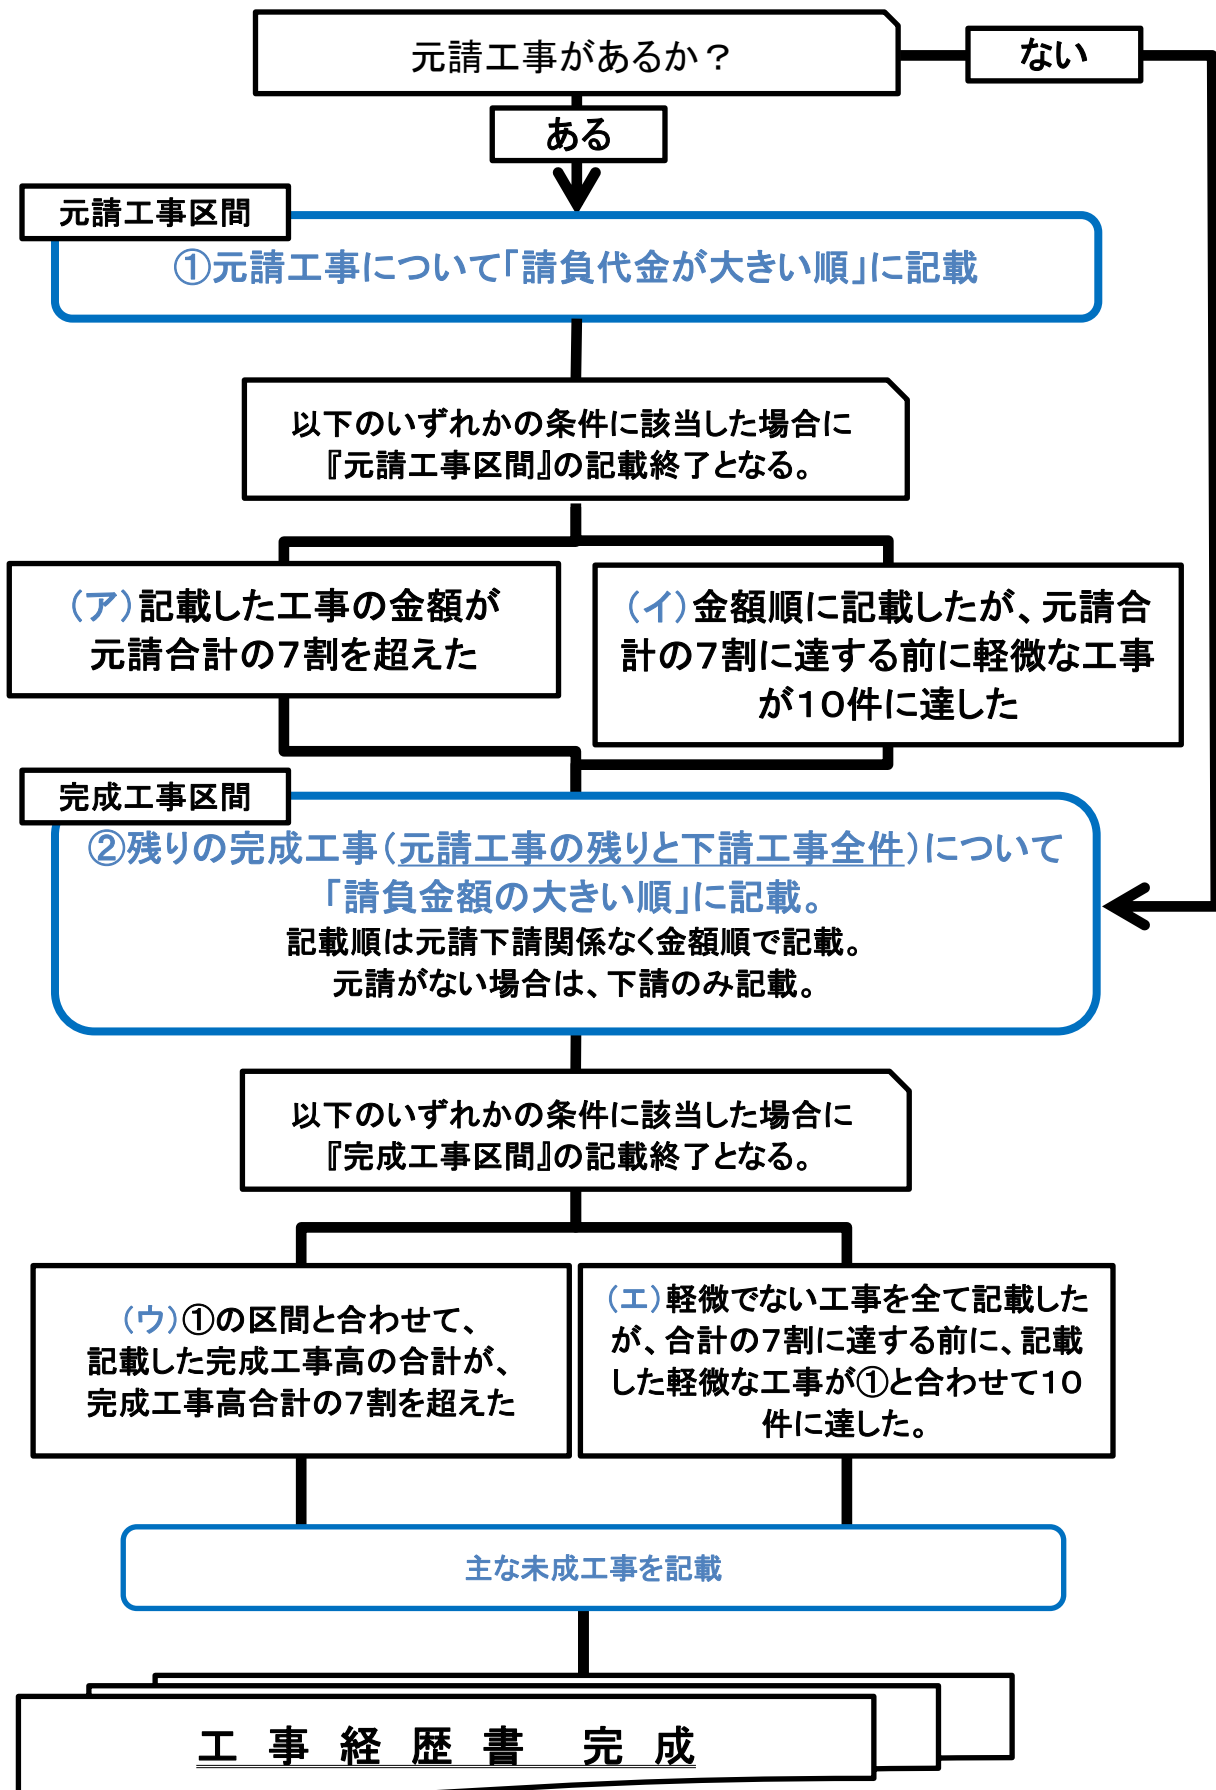 元請工事があるか？
ない
ある
元請工事区間
①元請工事について「請負代金が大きい順」に記載
以下のいずれかの条件に該当した場合に
『元請工事区間』の記載終了となる。
（ア）記載した工事の金額が
元請合計の７割を超えた
（イ）金額順に記載したが、元請合
計の７割に達する前に軽微な工事
が１０件に達した
完成工事区間
②残りの完成工事（元請工事の残りと下請工事全件）について
「請負金額の大きい順」に記載。
記載順は元請下請関係なく金額順で記載。
元請がない場合は、下請のみ記載。
以下のいずれかの条件に該当した場合に
『完成工事区間』の記載終了となる。
（ウ）①の区間と合わせて、
記載した完成工事高の合計が、
完成工事高合計の７割を超えた
（エ）軽微でない工事を全て記載した
が、合計の７割に達する前に、記載
した軽微な工事が①と合わせて１０
件に達した。
主な未成工事を記載
工事経歴書　完成